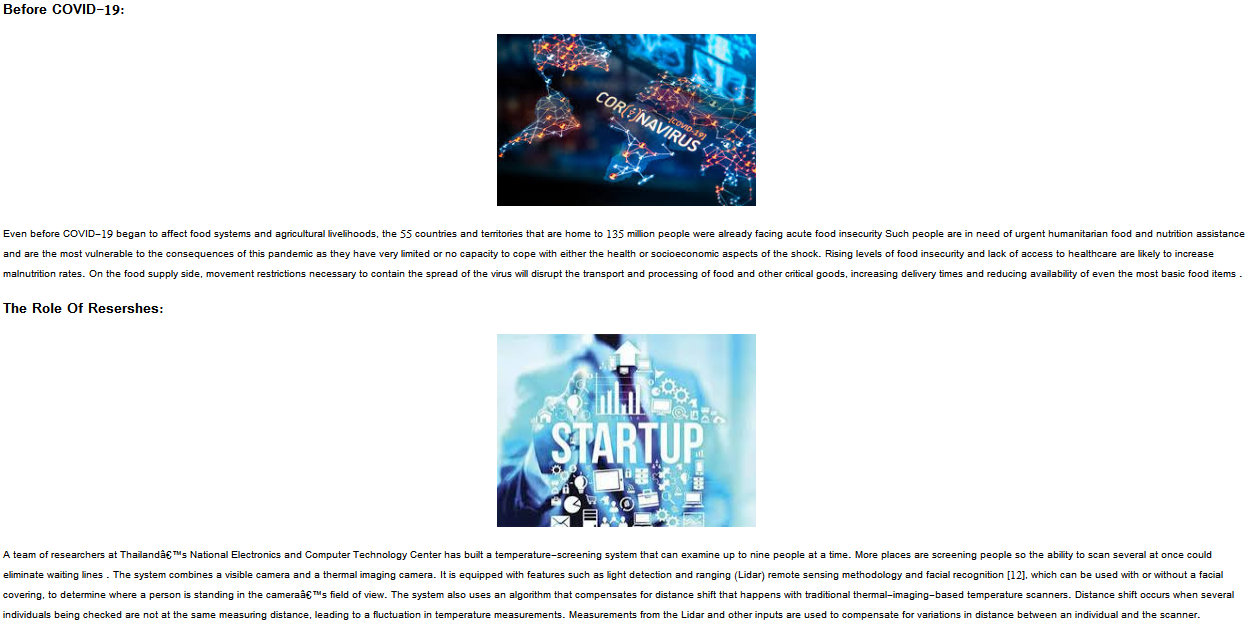 Before COVID-19:
COR(:)NAVIRUS
[COVID-19]
Even before COVID-19 began to affect food systems and agricultural livelihoods, the 55 countries and territories that are home to 135 million people were already facing acute food insecurity Such people are in need of urgent humanitarian food and nutrition assistance
and are the most vulnerable to the consequences of this pandemic as they have very limited or no capacity to cope with either the health or socioeconomic aspects of the shock. Rising levels of food insecurity and lack of access to healthcare are likely to increase
malnutrition rates. On the food supply side, movement restrictions necessary to contain the spread of the virus will disrupt the transport and processing of food and other critical goods, increasing delivery times and reducing availability of even the most basic food items .
The Role Of Resershes:
STARTUP
A team of researchers at Thailandâ€™s National Electronics and Computer Technology Center has built a temperature-screening system that can examine up to nine people at a time. More places are screening people so the ability to scan several at once could
eliminate waiting lines . The system combines a visible camera and a thermal imaging camera. It is equipped with features such as light detection and ranging (Lidar) remote sensing methodology and facial recognition [12], which can be used with or without a facial
covering, to determine where a person is standing in the cameraâ€™s field of view. The system also uses an algorithm that compensates for distance shift that happens with traditional thermal-imaging-based temperature scanners. Distance shift occurs when several
individuals being checked are not at the same measuring distance, leading to a fluctuation in temperature measurements. Measurements from the Lidar and other inputs are used to compensate for variations in distance between an individual and the scanner.